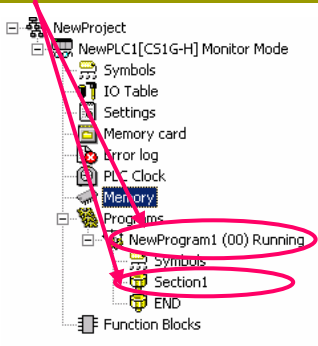 NewProject
NewPLC1[CS1G-H] Monitor Mode
Symbols
IO Table
Settings
Memory card
Error log
PLC Clock
Memory
Programs
NewProgram1 (00) Running
Symbols
Section1
END
Function Blocks